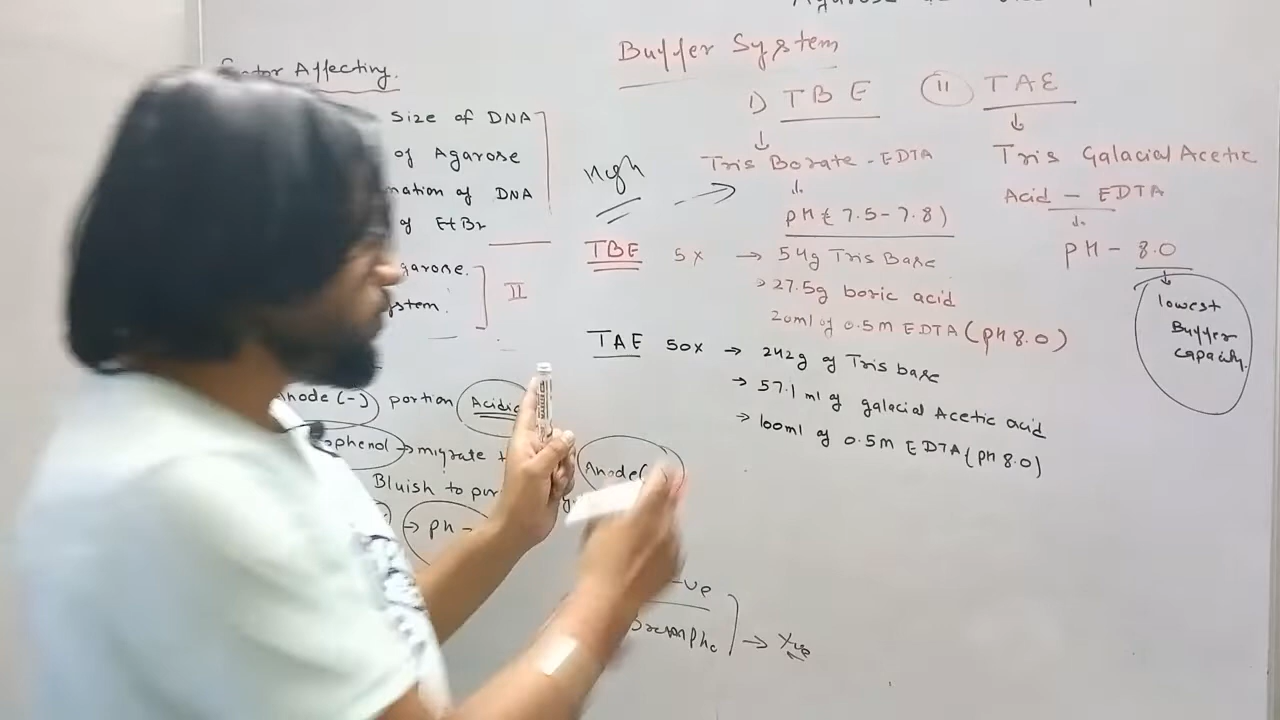 Agarose
Buffer System
Factor Affecting.
size of DNA
of Agarose
mation of DNA
of EtBr
garose.
ystem.
II
I) TBE
↓
Tris Borate - EDTA
↓
pH (7.5-7.8)
High
→
II TAE
↓
Tris Galacial Acetic
Acid - EDTA
↓
pH - 8.0
↓
lowest
Buffer
capacity.
TBE 5x → 54g Tris Base
→ 27.5g boric acid
20ml of 0.5M EDTA (pH 8.0)
TAE 50x → 242g of Tris base
→ 57.1 ml of galacial Acetic acid
→ 100ml of 0.5M EDTA (pH 8.0)
Anode (-) portion Acidic
ophenol → migrate
Anode(
Bluish to pur
→ pH -
-ve
→ +ve